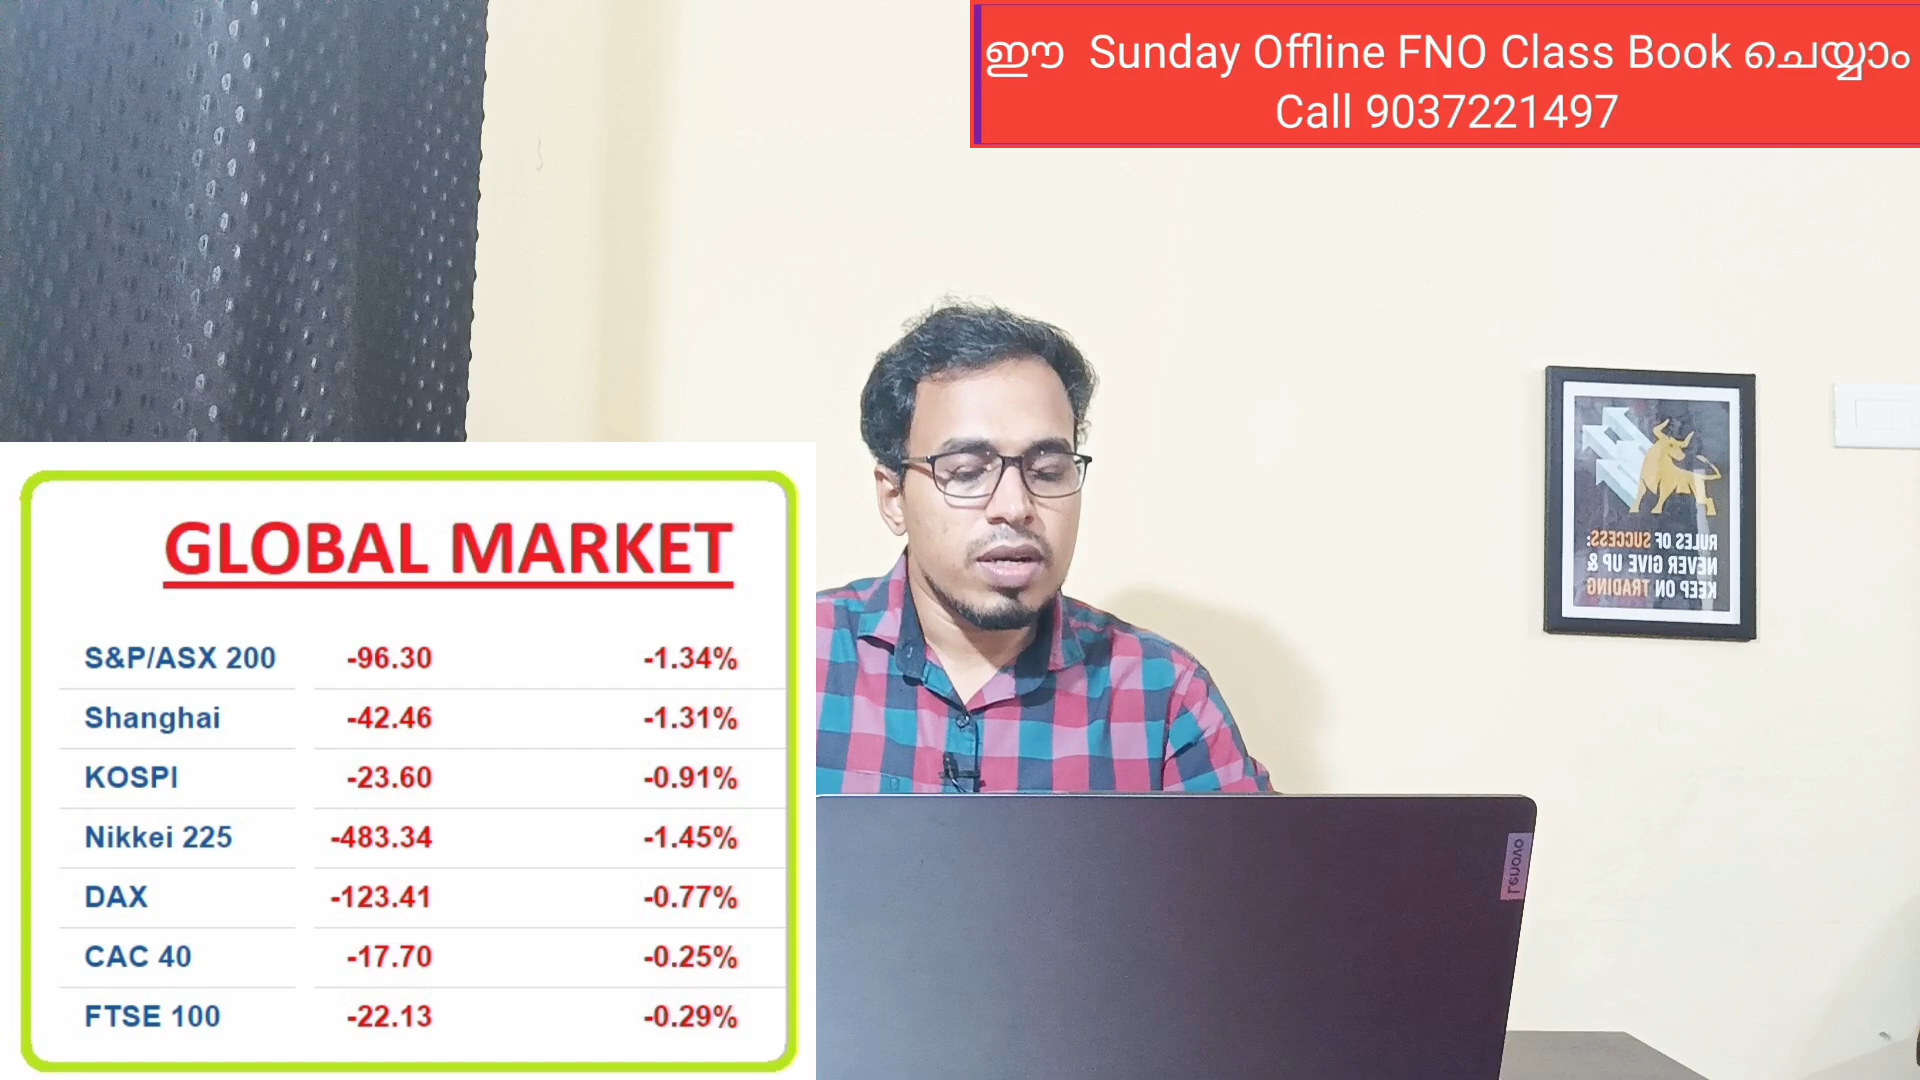 ഈ Sunday Offline FNO Class Book ചെയ്യാം
Call 9037221497
GLOBAL MARKET
S&P/ASX 200 -96.30 -1.34%
Shanghai -42.46 -1.31%
KOSPI -23.60 -0.91%
Nikkei 225 -483.34 -1.45%
DAX -123.41 -0.77%
CAC 40 -17.70 -0.25%
FTSE 100 -22.13 -0.29%
RULES OF SUCCESS:
NEVER GIVE UP &
KEEP ON TRADING
Lenovo